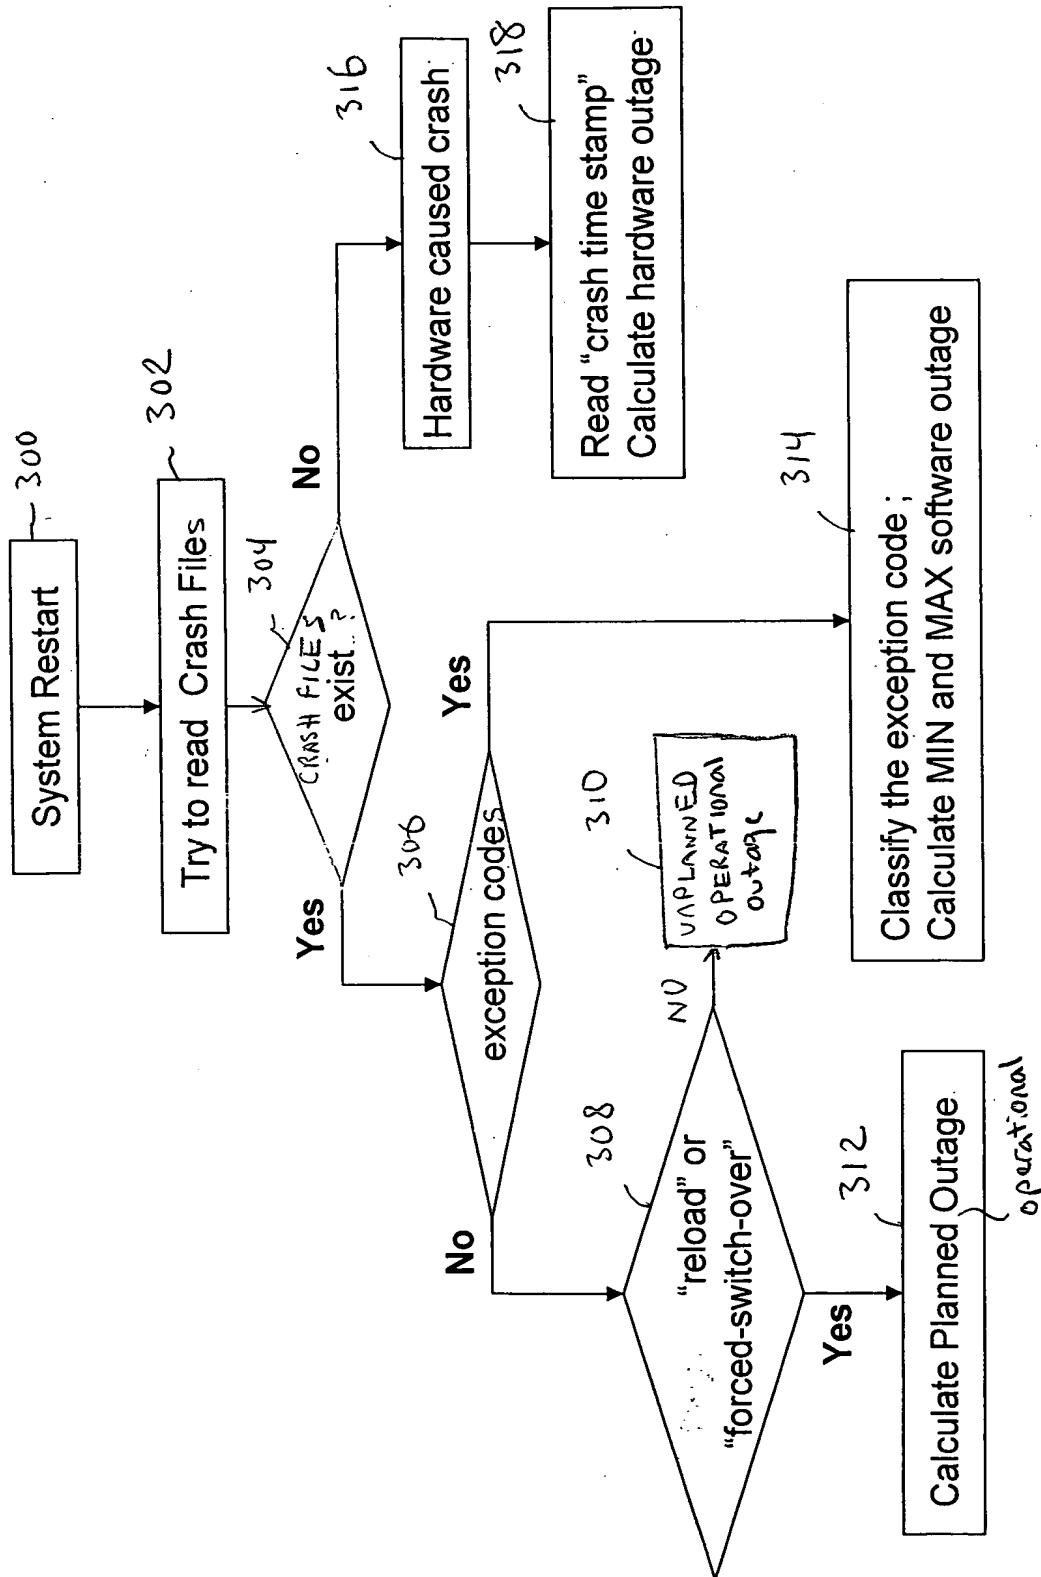 System Restart
300
Try to read Crash Files
302
CRASH FILES
exist ?
304
No
Yes
Hardware caused crash
316
Read “crash time stamp”
Calculate hardware outage
318
exception codes
306
Yes
No
Classify the exception code;
Calculate MIN and MAX software outage
314
“reload” or
“forced-switch-over”
308
NO
UNPLANNED
OPERATIONAL
outage
310
Yes
Calculate Planned Outage
312
operational